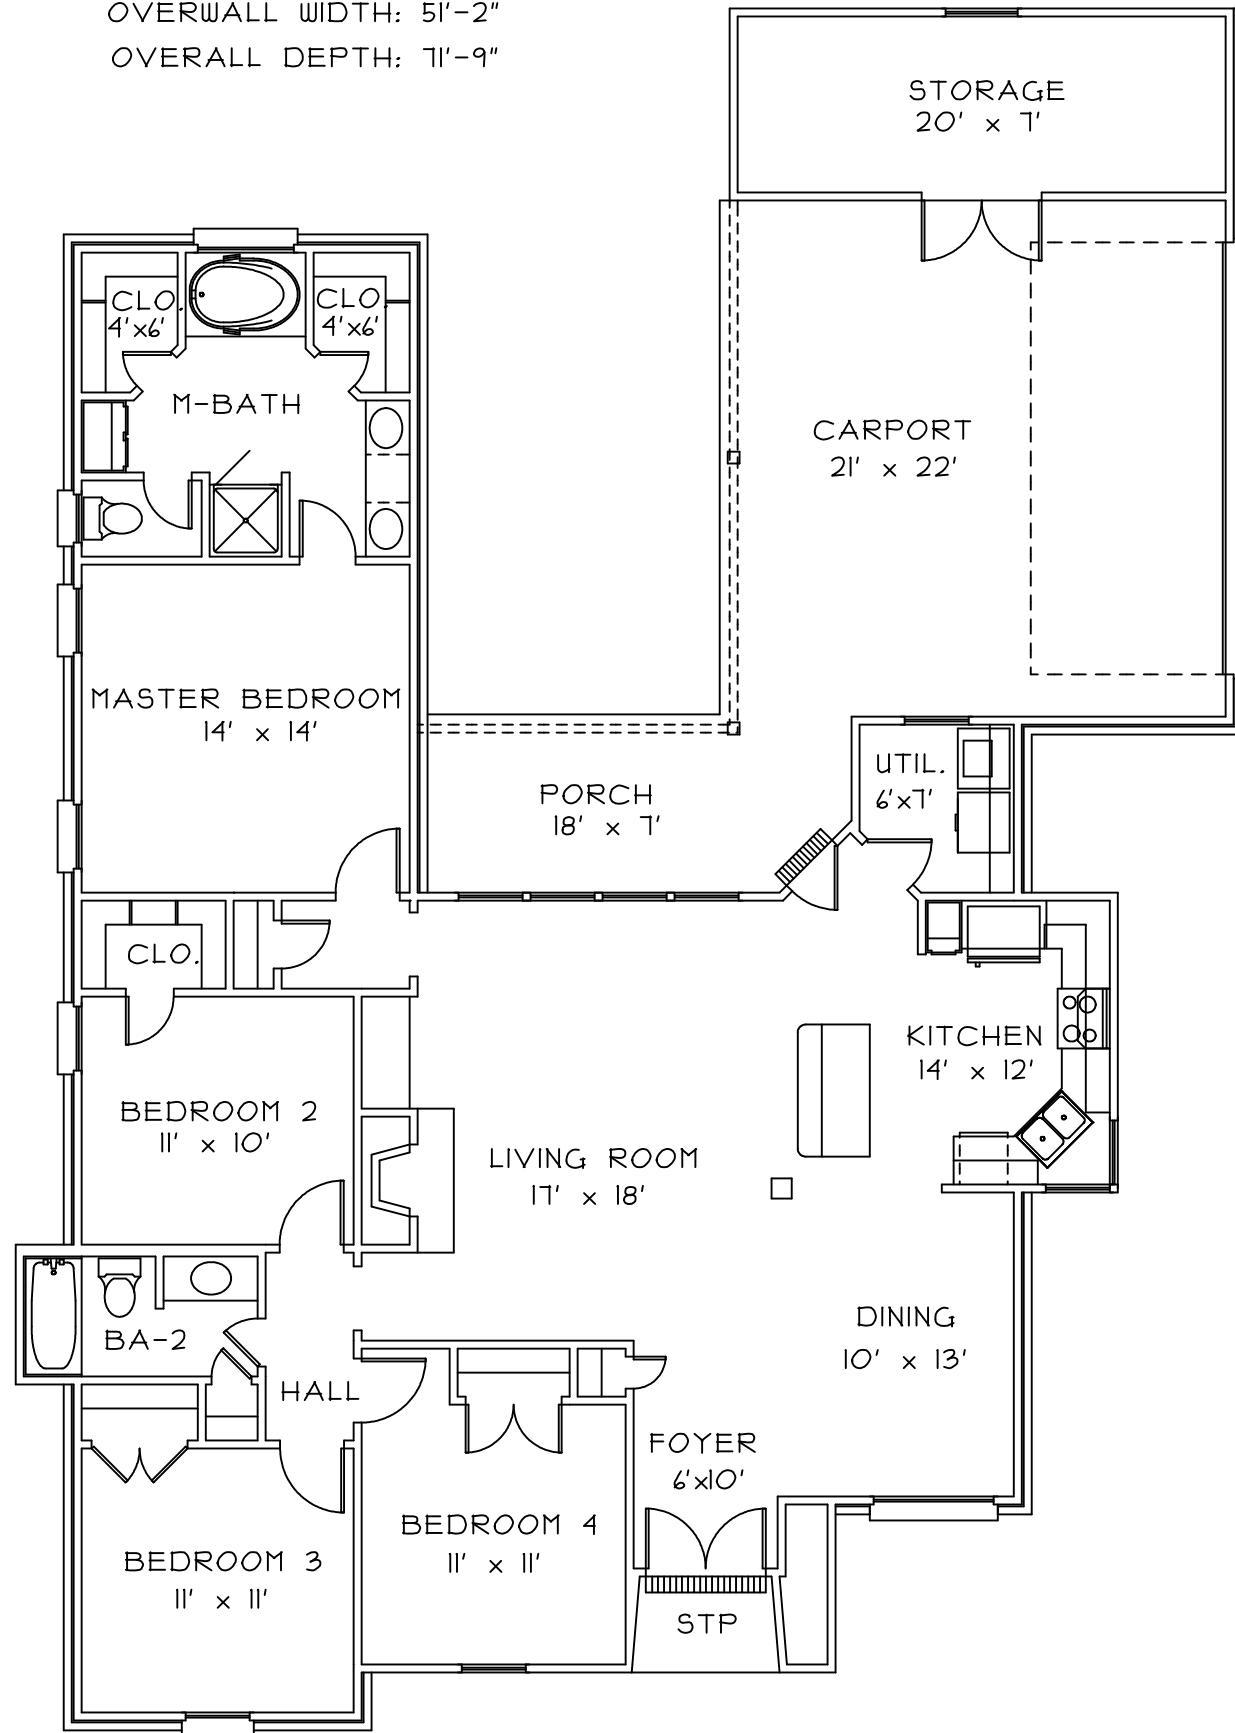 OVERWALL WIDTH: 51'-2"
OVERALL DEPTH: 71'-9"
STORAGE
20' x 7'
CLO.
4'x6'
CLO.
4'x6'
M-BATH
CARPORT
21' x 22'
MASTER BEDROOM
14' x 14'
UTIL.
6'x7'
PORCH
18' x 7'
CLO.
KITCHEN
14' x 12'
BEDROOM 2
11' x 10'
LIVING ROOM
17' x 18'
DINING
10' x 13'
BA-2
HALL
FOYER
6'x10'
BEDROOM 4
11' x 11'
BEDROOM 3
11' x 11'
STP